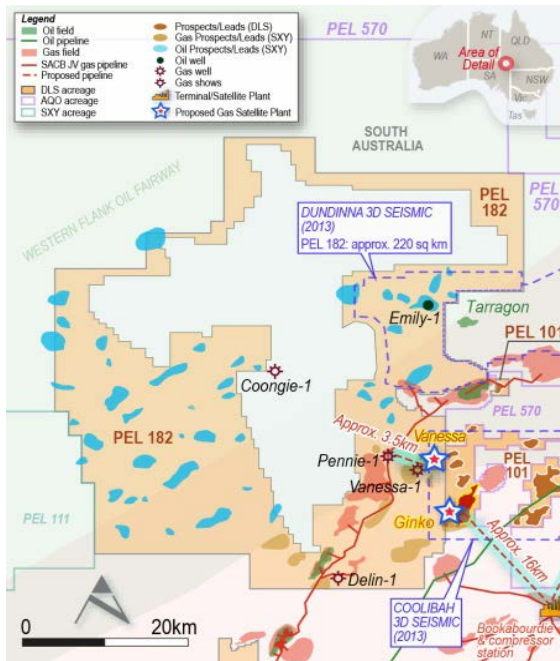 Legend
Oil field
Oil pipeline
Gas field
SACB JV gas pipeline
Proposed pipeline
DLS acreage
AQO acreage
SXY acreage
Prospects/Leads (DLS)
Gas Prospects/Leads (SXY)
Oil Prospects/Leads (SXY)
Oil well
Gas well
Gas shows
Terminal/Satellite Plant
Proposed Gas Satellite Plant
PEL 570
WA
NT
QLD
SA
NSW
Vic
Tas
Area of
Detail
SOUTH
AUSTRALIA
PEL
570
PEL
182
WESTERN FLANK OIL FAIRWAY
DUNDINNA 3D SEISMIC
(2013)
PEL 182: approx. 220 sq km
Emily-1
Tarragon
PEL 101
Coongie-1
PEL 570
Approx. 3.5km
Vanessa
PEL 182
Pennie-1
Vanessa-1
PEL
101
PEL 111
Ginko
Approx. 16km
Delin-1
COOLIBAH
3D SEISMIC
(2013)
Bookabourdie
& compressor
station
0
20km